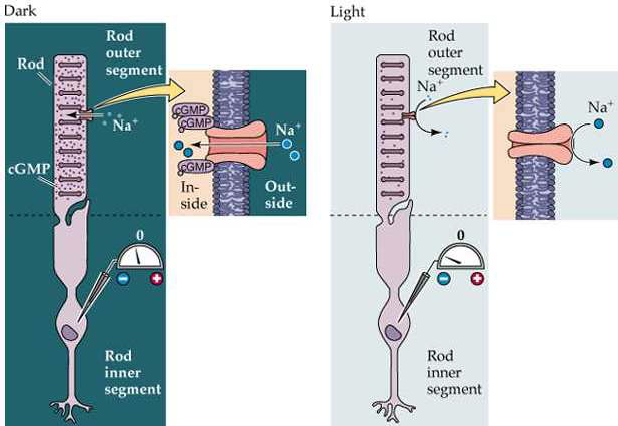 Dark
Rod
outer
segment
Rod
Na+
cGMP
0
−
+
Rod
inner
segment
cGMP
cGMP
cGMP
Na+
In-
side
Out-
side
Light
Rod
outer
segment
Na+
0
−
+
Rod
inner
segment
Na+